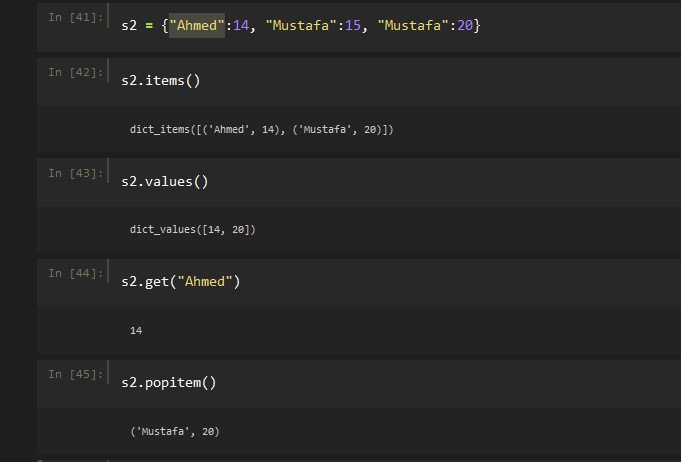 In [41]: s2 = {"Ahmed":14, "Mustafa":15, "Mustafa":20}
In [42]: s2.items()
dict_items([('Ahmed', 14), ('Mustafa', 20)])
In [43]: s2.values()
dict_values([14, 20])
In [44]: s2.get("Ahmed")
14
In [45]: s2.popitem()
('Mustafa', 20)